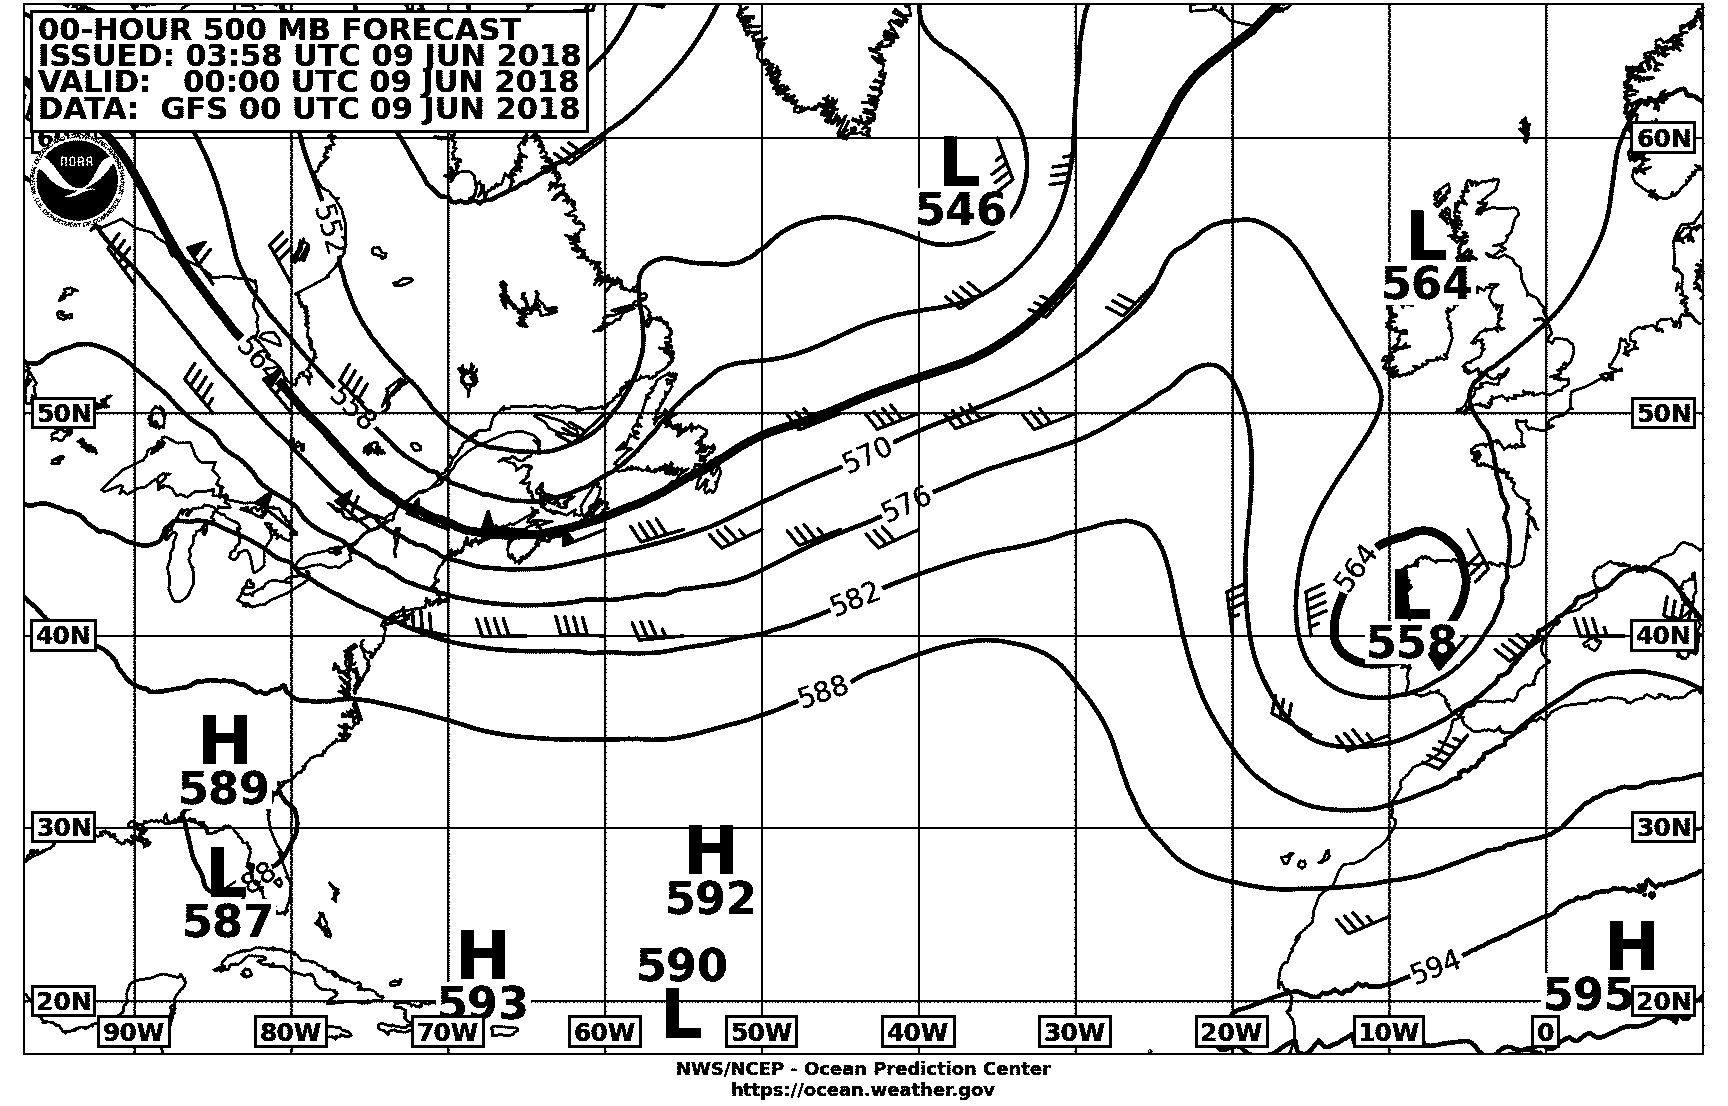 00-HOUR 500 MB FORECAST
ISSUED: 03:58 UTC 09 JUN 2018
VALID: 00:00 UTC 09 JUN 2018
DATA: GFS 00 UTC 09 JUN 2018
NOAA
60N
L
546
552
L
564
564
558
50N
50N
570
576
564
L
558
582
40N
40N
588
H
589
30N
30N
H
592
L
587
88
H
593
590
L
594
H
595
20N
20N
90W
80W
70W
60W
50W
40W
30W
20W
10W
0
NWS/NCEP - Ocean Prediction Center
https://ocean.weather.gov